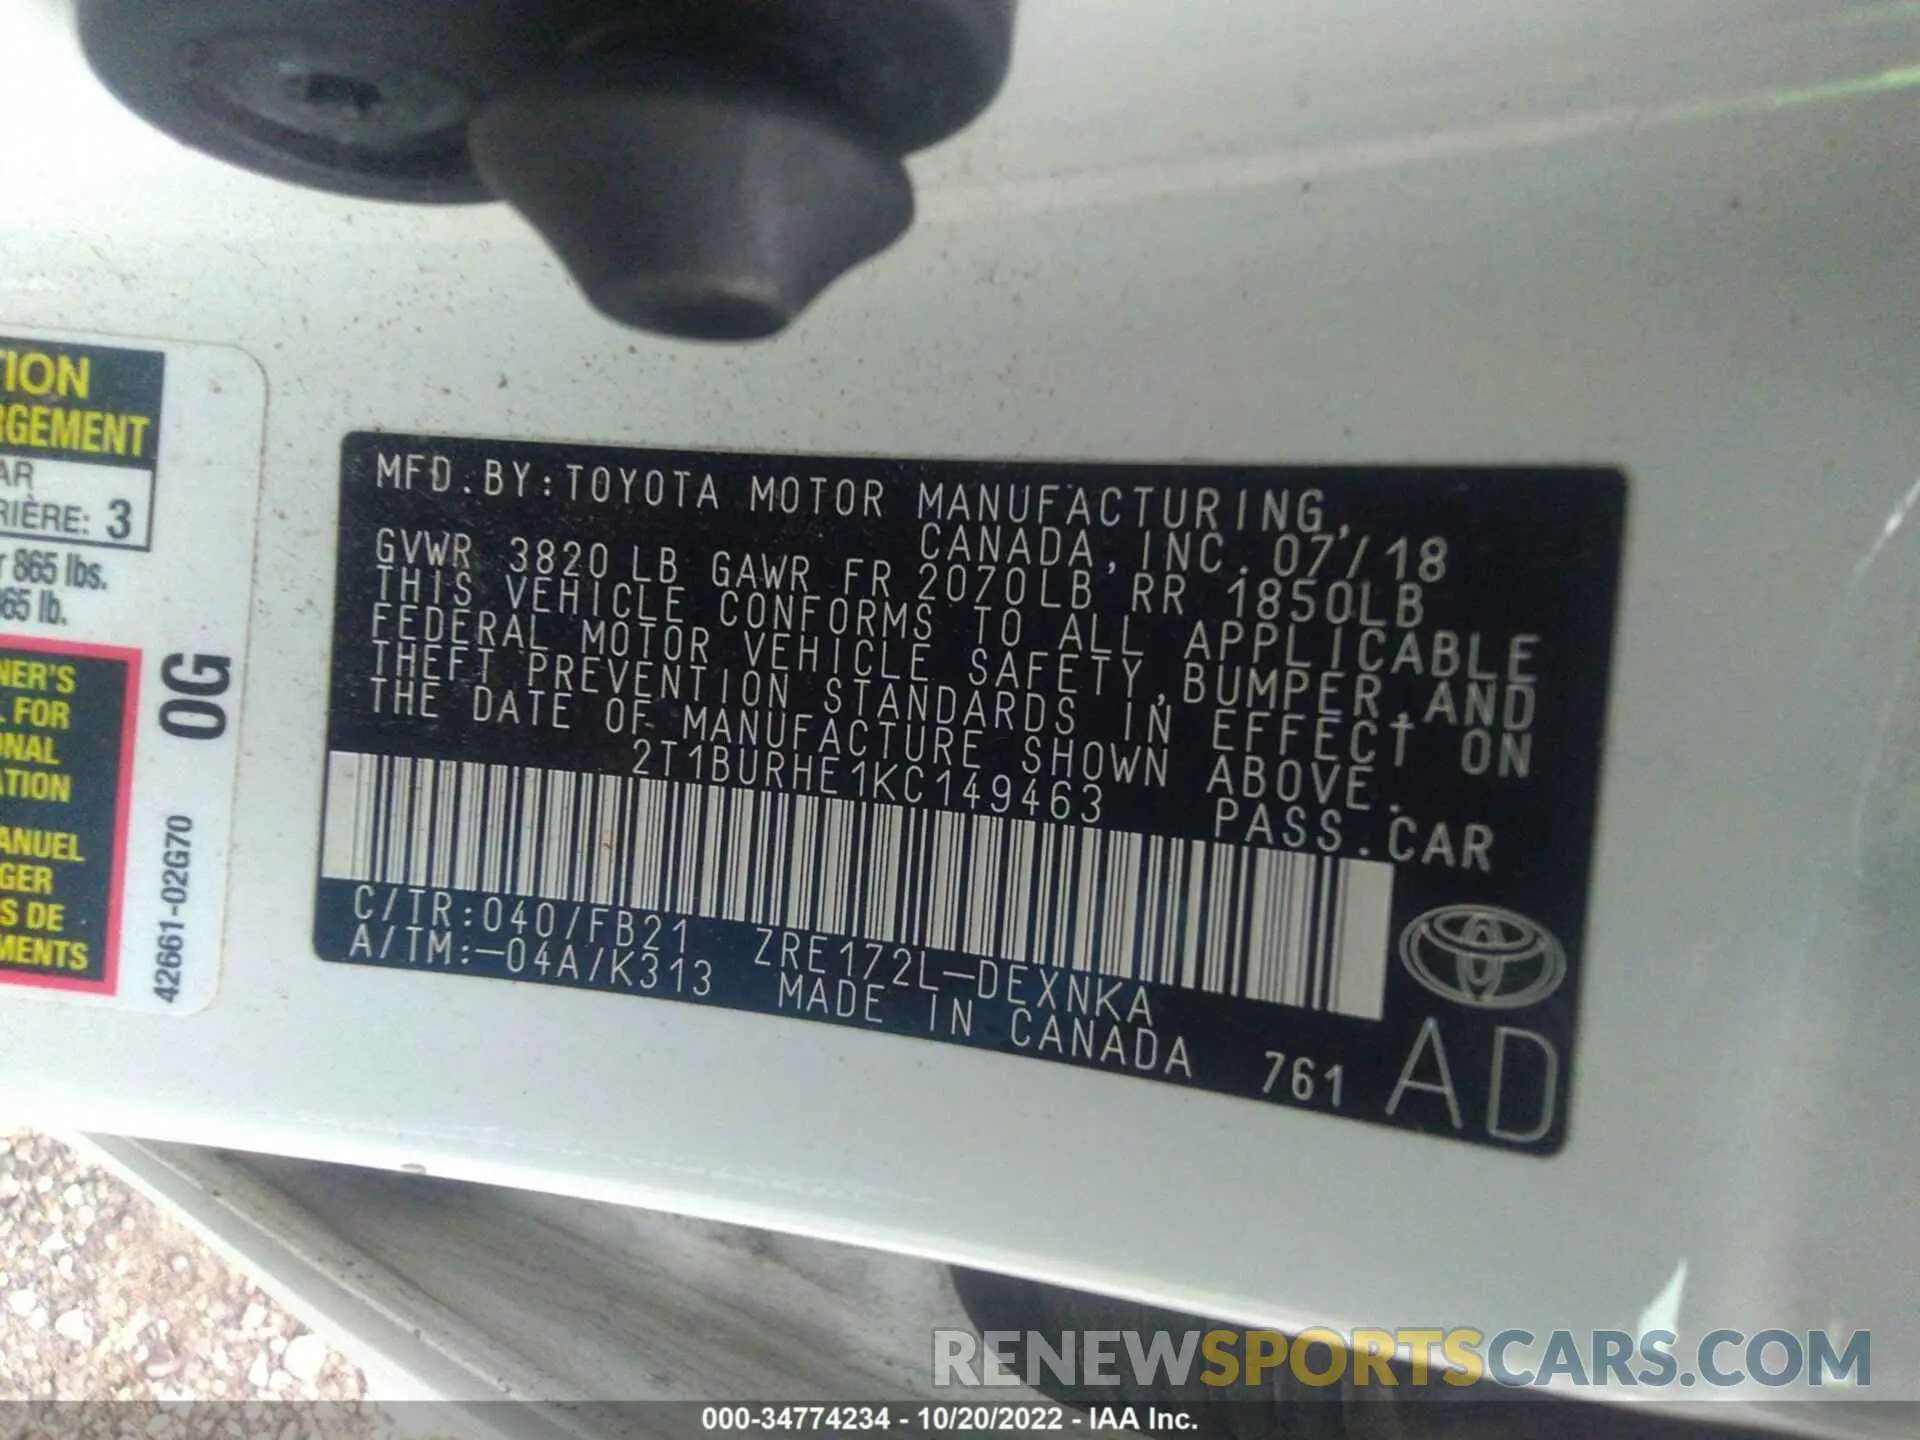 TION
RGEMENT
AR
RIÈRE: 3
r 865 lbs.
65 lb.
NER'S
L FOR
NAL
TION
ANUEL
GER
S DE
MENTS
0G
42661-02G70
MFD.BY:TOYOTA MOTOR MANUFACTURING,
CANADA,INC. 07/18
GVWR 3820 LB GAWR FR 2070LB RR 1850LB
THIS VEHICLE CONFORMS TO ALL APPLICABLE
FEDERAL MOTOR VEHICLE SAFETY,BUMPER,AND
THEFT PREVENTION STANDARDS IN EFFECT ON
THE DATE OF MANUFACTURE SHOWN ABOVE.
2T1BURHE1KC149463 PASS.CAR
C/TR:040/FB21 ZRE172L-DEXNKA
A/TM:-04A/K313 MADE IN CANADA 761
AD
RENEWSPORTSCARS.COM
000-34774234 - 10/20/2022 - IAA Inc.